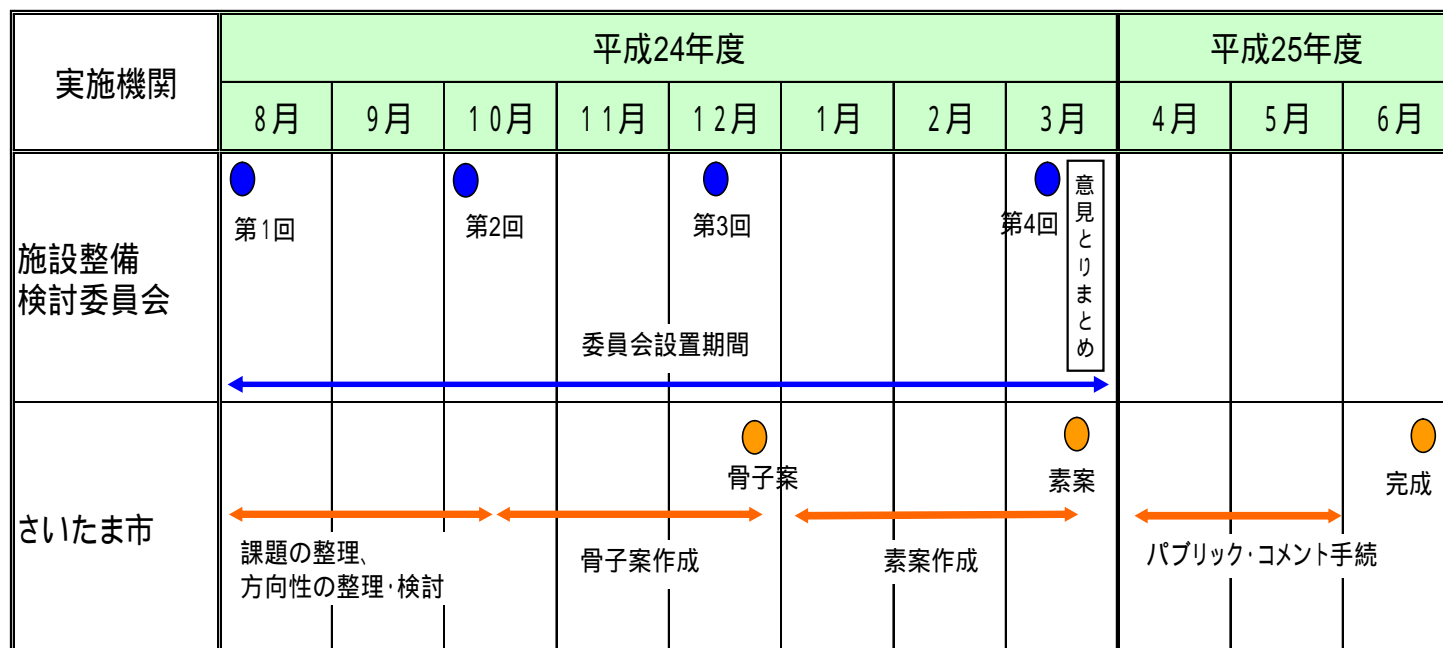 実施機関
平成24年度
平成25年度
8月
9月
10月
11月
12月
1月
2月
3月
4月
5月
6月
施設整備
検討委員会
第1回
第2回
第3回
第4回
意見とりまとめ
委員会設置期間
さいたま市
骨子案
素案
完成
課題の整理、
方向性の整理・検討
骨子案作成
素案作成
パブリック・コメント手続